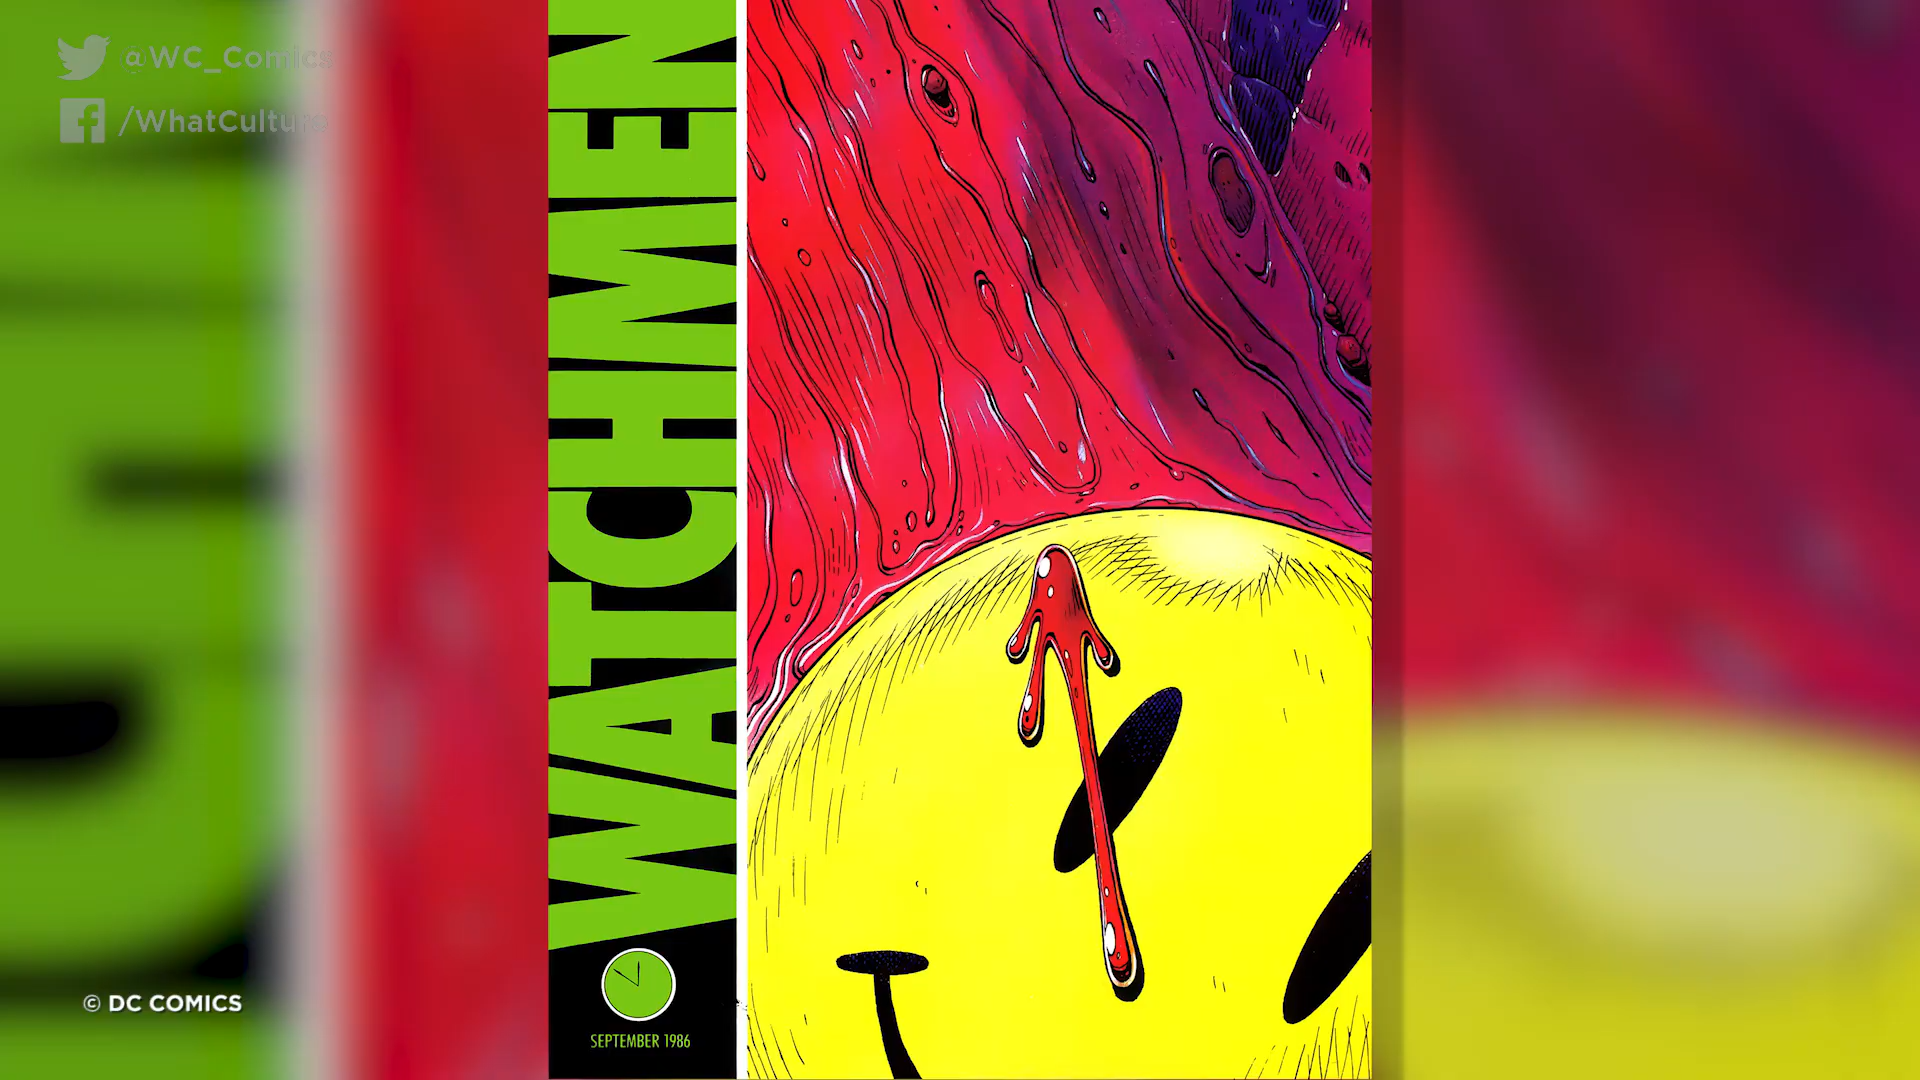 @WC_Comics
/WhatCulture
WATCHMEN
SEPTEMBER 1986
© DC COMICS